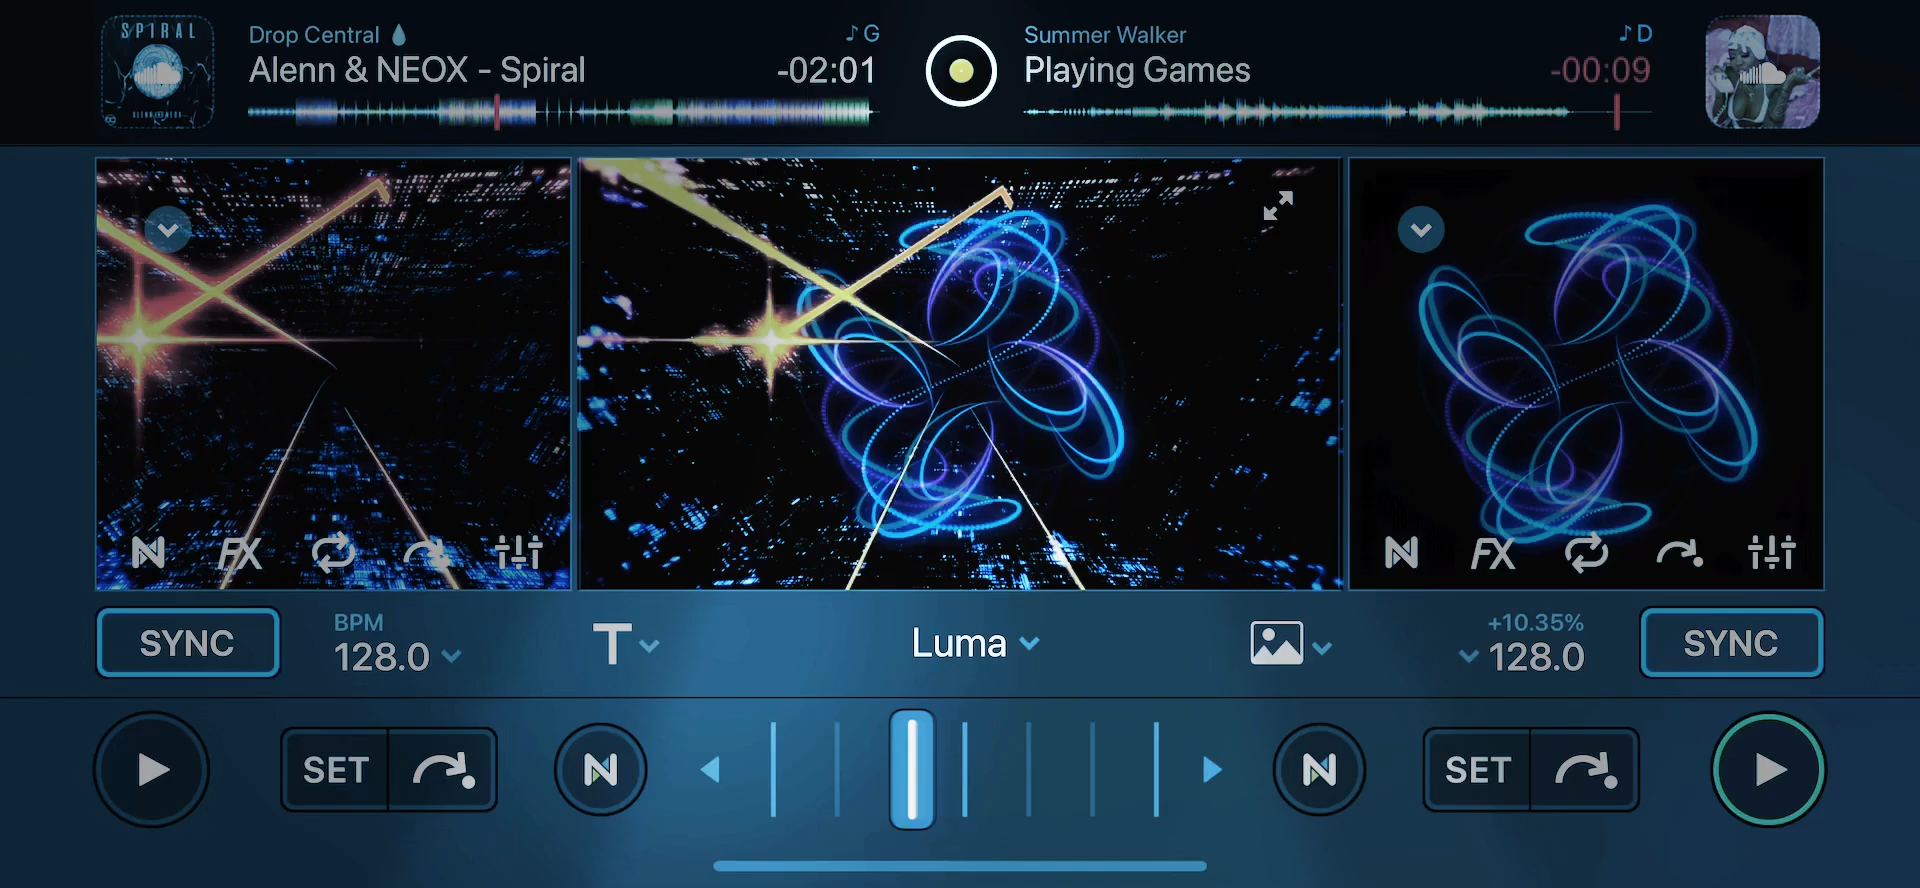 SPIRAL
Drop Central
♪ G
Alenn & NEOX - Spiral
-02:01
Summer Walker
♪ D
Playing Games
-00:09
FX
FX
SYNC
BPM
128.0
T
Luma
+10.35%
128.0
SYNC
SET
N
N
SET